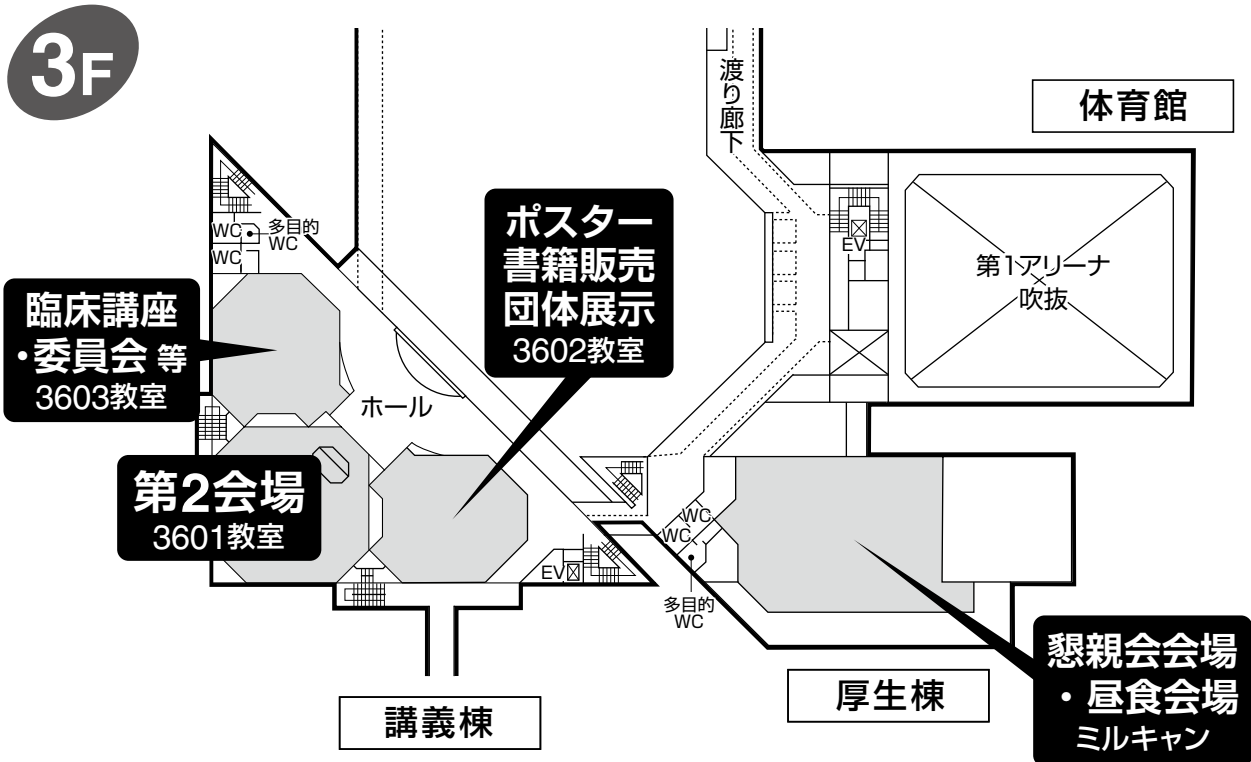 3F
渡り廊下
体育館
多目的
WC
WC
WC
ポスター
書籍販売
団体展示
3602教室
EV
第1アリーナ
吹抜
臨床講座
・委員会 等
3603教室
ホール
第2会場
3601教室
WC
WC
EV
多目的
WC
懇親会会場
・昼食会場
ミルキャン
厚生棟
講義棟